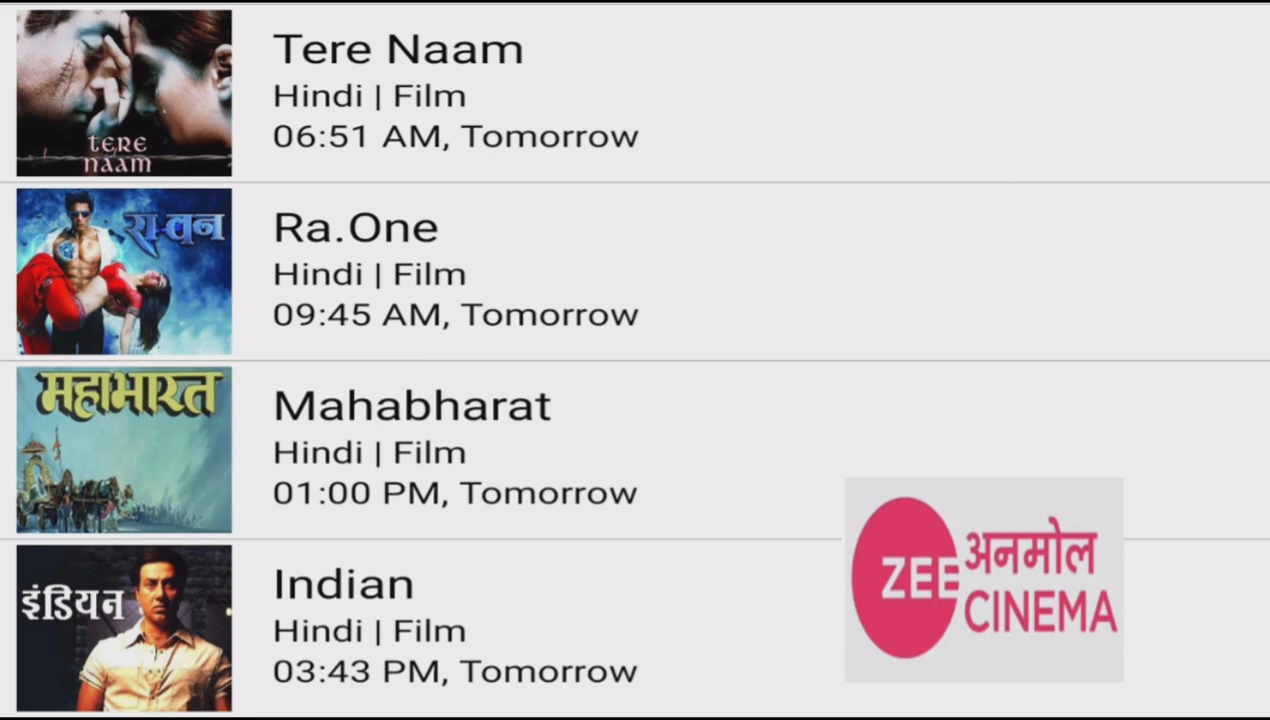 tere
naam
Tere Naam
Hindi | Film
06:51 AM, Tomorrow
रा-वन
Ra.One
Hindi | Film
09:45 AM, Tomorrow
महाभारत
Mahabharat
Hindi | Film
01:00 PM, Tomorrow
इंडियन
Indian
Hindi | Film
03:43 PM, Tomorrow
ZEE
अनमोल
CINEMA